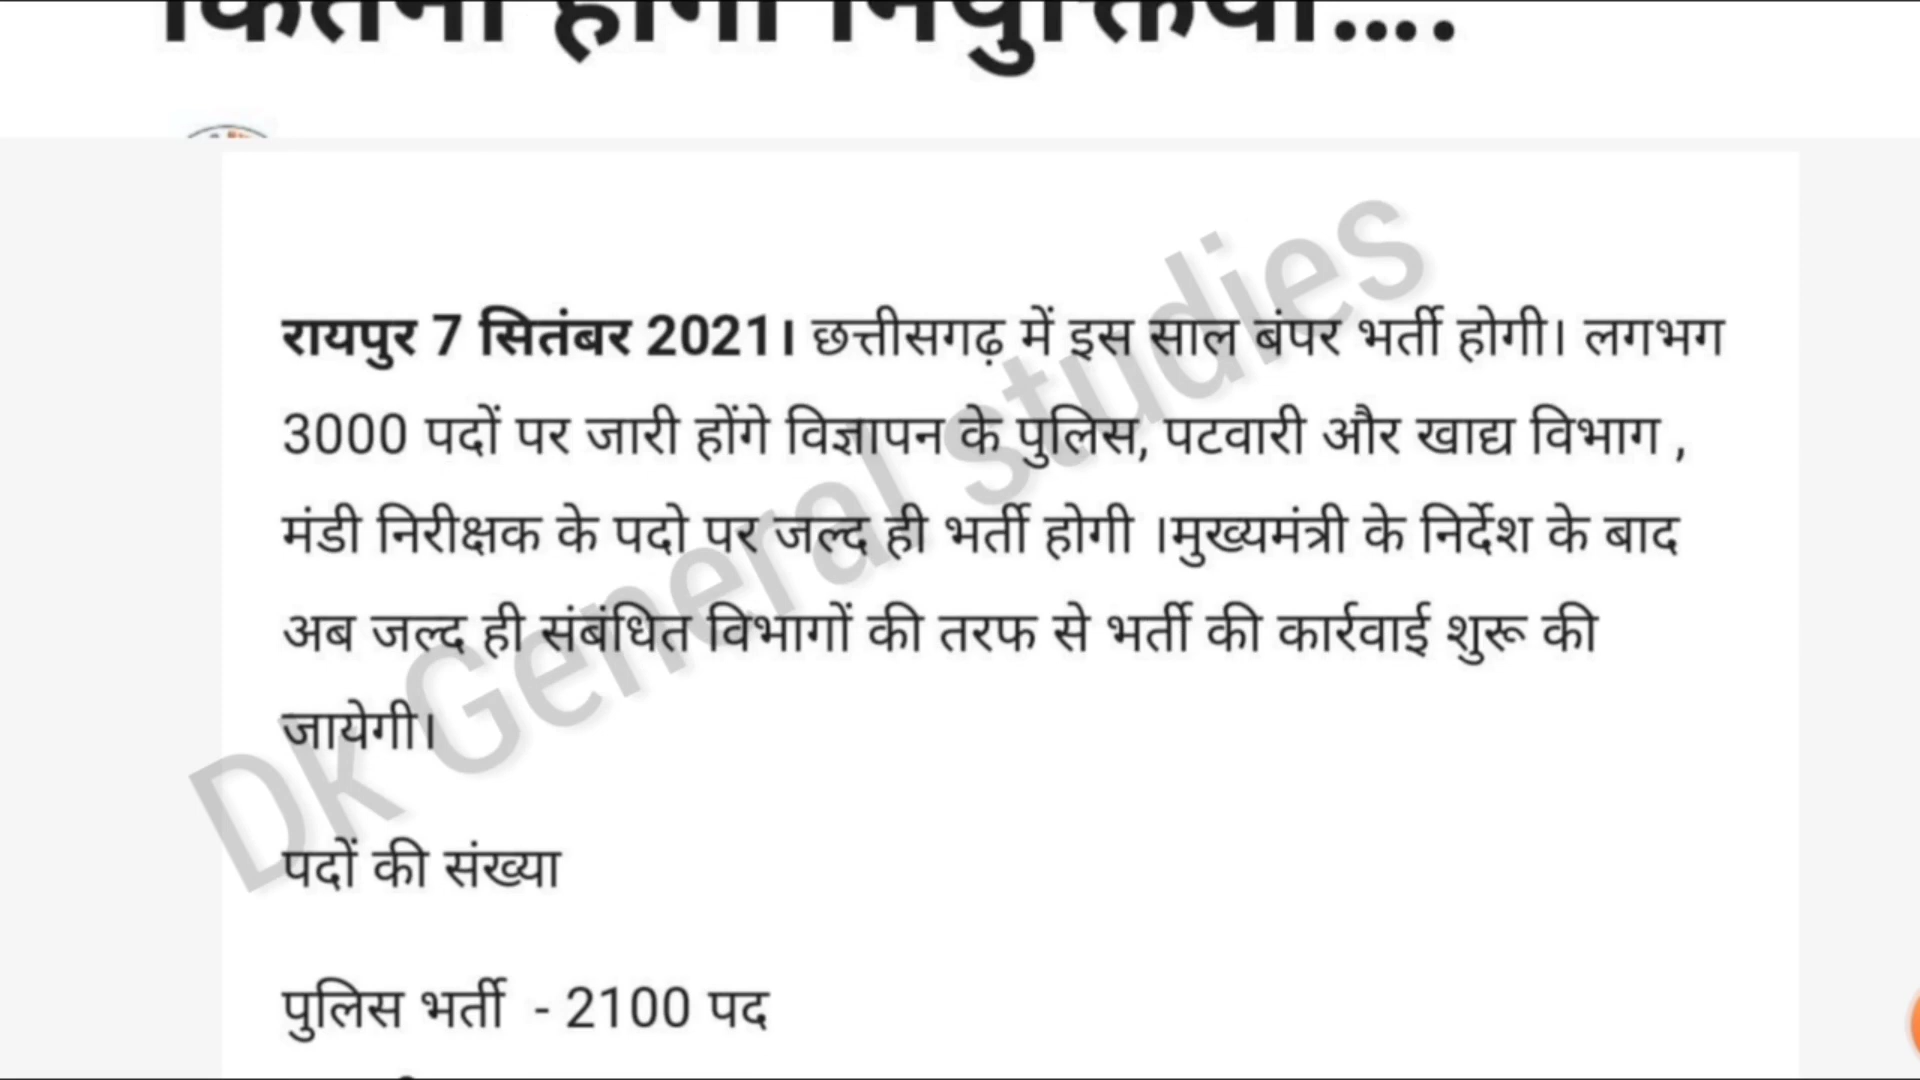 कितनी होगी नियुक्तियां....
रायपुर 7 सितंबर 2021। छत्तीसगढ़ में इस साल बंपर भर्ती होगी। लगभग
3000 पदों पर जारी होंगे विज्ञापन के पुलिस, पटवारी और खाद्य विभाग ,
मंडी निरीक्षक के पदो पर जल्द ही भर्ती होगी ।मुख्यमंत्री के निर्देश के बाद
अब जल्द ही संबंधित विभागों की तरफ से भर्ती की कार्रवाई शुरू की
जायेगी।
पदों की संख्या
पुलिस भर्ती - 2100 पद
Dk General studies